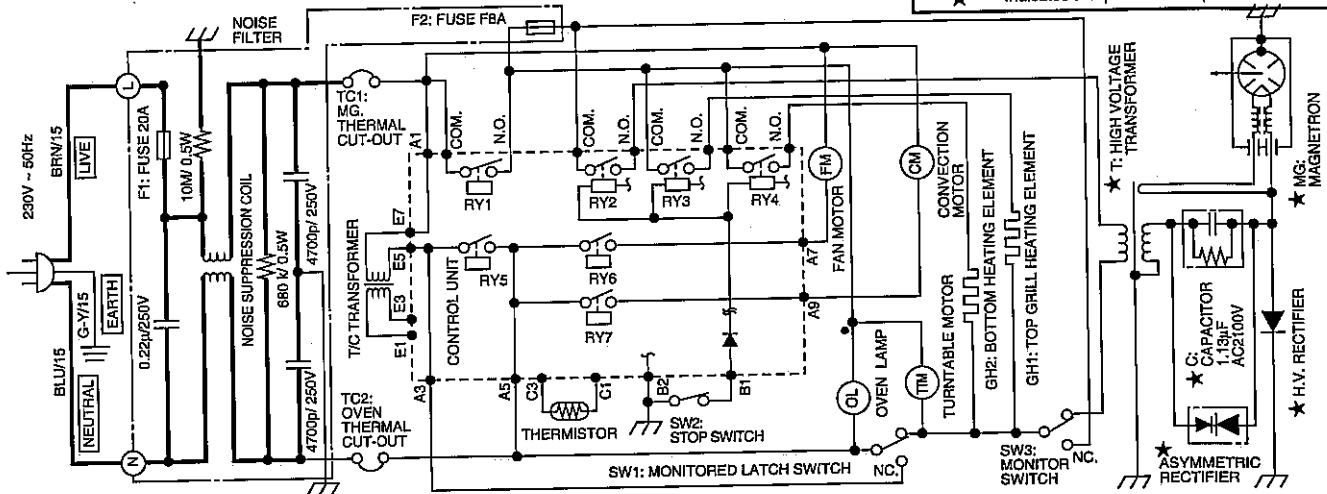 NOISE
FILTER
F2: FUSE F8A
230V ~ 50Hz
BRN/15
LIVE
L
F1: FUSE 20A
10M/ 0.5W
NOISE SUPPRESSION COIL
680 k/ 0.5W
4700p/ 250V
4700p/ 250V
0.22µ/250V
G-Y/15
EARTH
BLU/15
NEUTRAL
N
TC1:
MG.
THERMAL
CUT-OUT
TC2:
OVEN
THERMAL
CUT-OUT
T/C TRANSFORMER
CONTROL UNIT
A1
COM.
N.O.
COM.
N.O.
COM.
N.O.
COM.
N.O.
RY1
RY2
RY3
RY4
RY5
RY6
RY7
E7
E5
E3
E1
A3
A5
C3
C1
B2
B1
A7
A9
THERMISTOR
SW2:
STOP SWITCH
SW1: MONITORED LATCH SWITCH
NC.
FM
FAN MOTOR
CM
CONVECTION
MOTOR
OL
OVEN LAMP
TTM
TURNTABLE MOTOR
GH2: BOTTOM HEATING ELEMENT
GH1: TOP GRILL HEATING ELEMENT
SW3:
MONITOR
SWITCH
NC.
★ T: HIGH VOLTAGE
TRANSFORMER
★ C:
CAPACITOR
1.13µF
AC2100V
★ ASYMMETRIC
RECTIFIER
★ H.V. RECTIFIER
★ MG:
MAGNETRON